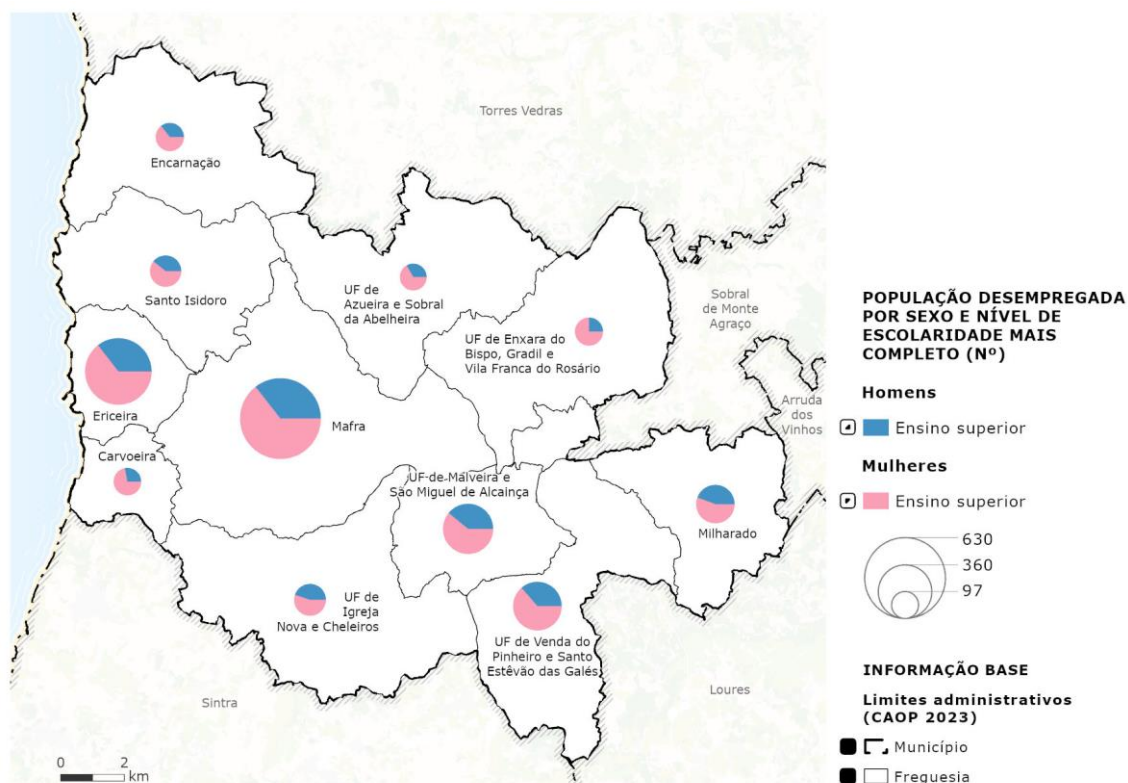 Torres Vedras
Encarnação
Santo Isidoro
UF de
Azueira e Sobral
da Abelheira
Sobral
de Monte
Agraço
UF de Enxara do
Bispo, Gradil e
Vila Franca do Rosário
Ericeira
Mafra
Arruda
dos
Vinhos
Carvoeira
UF de Malveira e
São Miguel de Alcainça
Milharado
UF de
Igreja
Nova e Cheleiros
UF de Venda do
Pinheiro e Santo
Estêvão das Galés
Sintra
Loures
0 2
km
POPULAÇÃO DESEMPREGADA
POR SEXO E NÍVEL DE
ESCOLARIDADE MAIS
COMPLETO (Nº)
Homens
Ensino superior
Mulheres
Ensino superior
630
360
97
INFORMAÇÃO BASE
Limites administrativos
(CAOP 2023)
Município
Freguesia